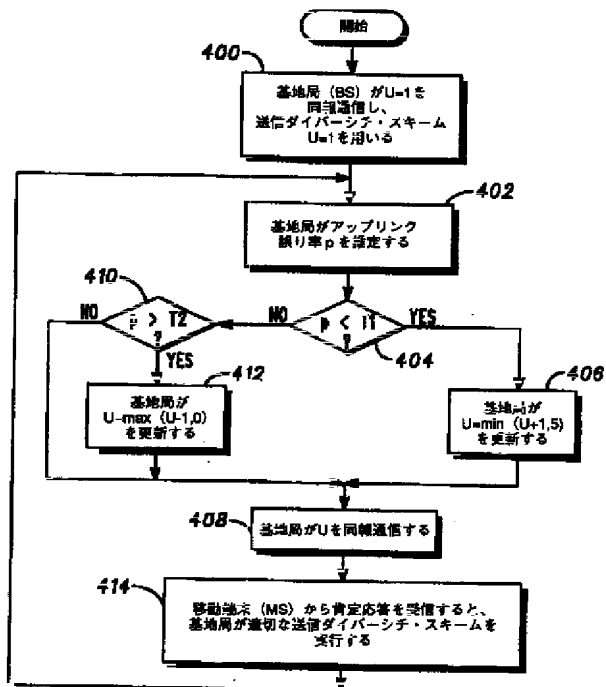 開始
400
基地局（BS）がU=1を
同報通信し、
送信ダイバーシチ・スキーム
U=1を用いる
402
基地局がアップリンク
誤り率pを推定する
410
NO
p > T2
?
YES
NO
p < T1
?
YES
404
412
基地局が
U=max（U-1,0）
を更新する
406
基地局が
U=min（U+1,5）
を更新する
408
基地局がUを同報通信する
414
移動端末（MS）から肯定応答を受信すると、
基地局が適切な送信ダイバーシチ・スキームを
実行する